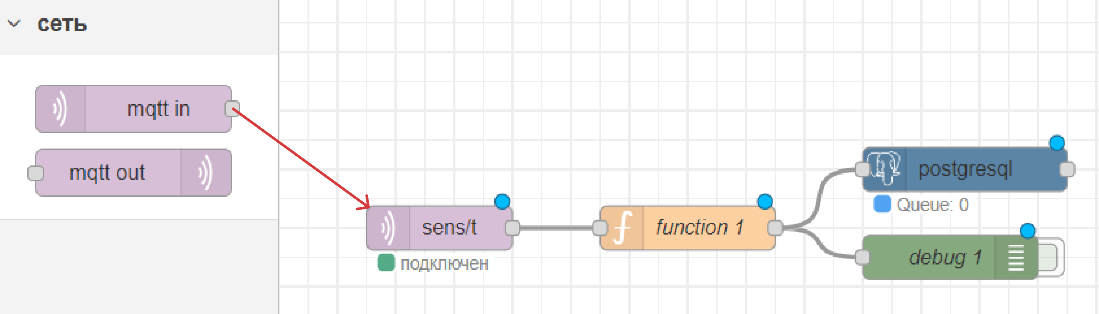 сеть
mqtt in
mqtt out
sens/t
подключен
function 1
postgresql
Queue: 0
debug 1